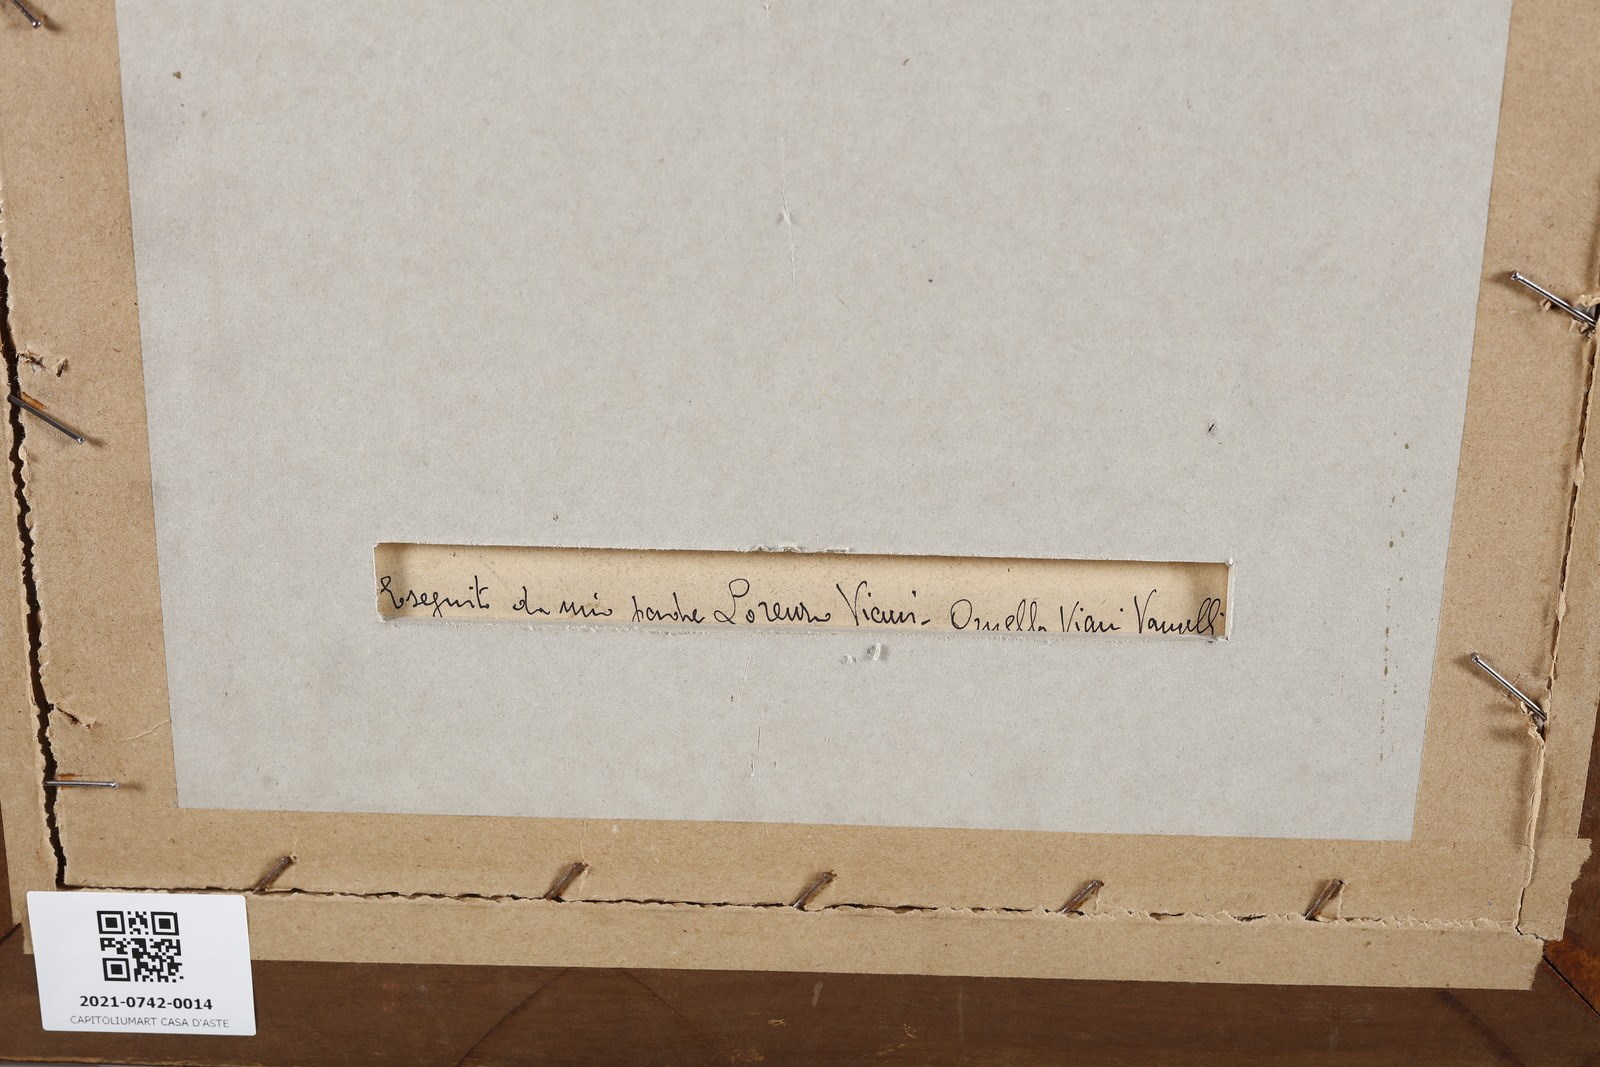 Eseguito da mio padre Lorenzo Viani - Ornella Viani Vannelli
2021-0742-0014
CAPITOLIUMART CASA D'ASTE